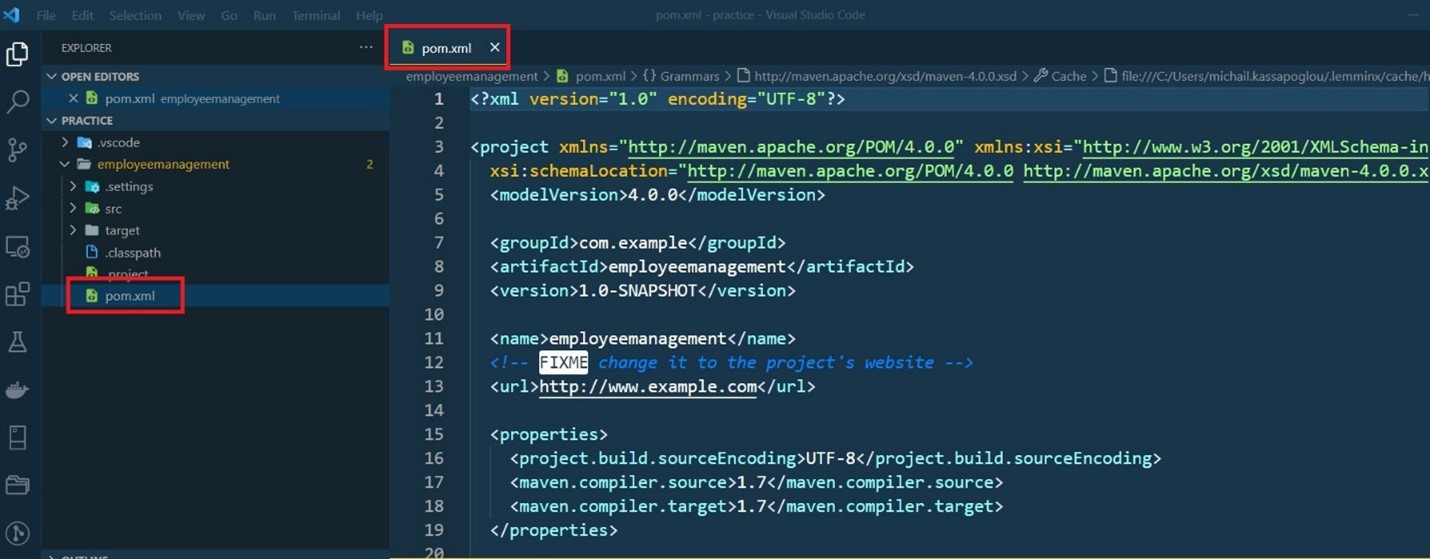 File Edit Selection View Go Run Terminal Help
pom.xml - practice - Visual Studio Code
EXPLORER
OPEN EDITORS
pom.xml employeemanagement
PRACTICE
.vscode
employeemanagement 2
.settings
src
target
.classpath
.project
pom.xml
OUTLINE
pom.xml
employeemanagement > pom.xml > {} Grammars > http://maven.apache.org/xsd/maven-4.0.0.xsd > Cache > file:///C:/Users/michail.kassapoglou/.lemminx/cache/h
1 <?xml version="1.0" encoding="UTF-8"?>
2
3 <project xmlns="http://maven.apache.org/POM/4.0.0" xmlns:xsi="http://www.w3.org/2001/XMLSchema-in
4 xsi:schemaLocation="http://maven.apache.org/POM/4.0.0 http://maven.apache.org/xsd/maven-4.0.0.x
5 <modelVersion>4.0.0</modelVersion>
6
7 <groupId>com.example</groupId>
8 <artifactId>employeemanagement</artifactId>
9 <version>1.0-SNAPSHOT</version>
10
11 <name>employeemanagement</name>
12 <!-- FIXME change it to the project's website -->
13 <url>http://www.example.com</url>
14
15 <properties>
16 <project.build.sourceEncoding>UTF-8</project.build.sourceEncoding>
17 <maven.compiler.source>1.7</maven.compiler.source>
18 <maven.compiler.target>1.7</maven.compiler.target>
19 </properties>
20